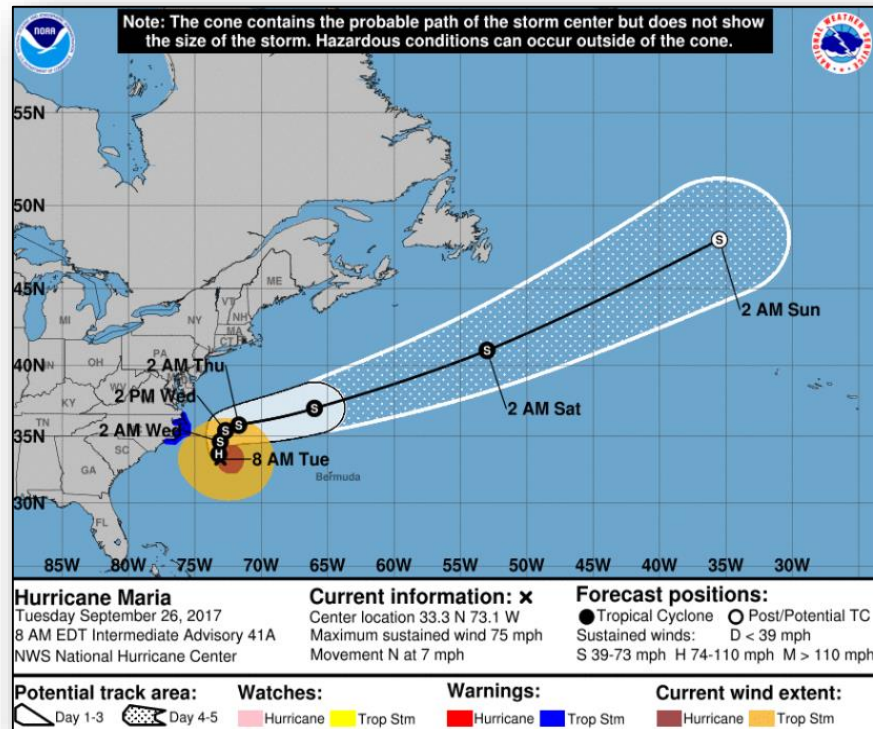 Note: The cone contains the probable path of the storm center but does not show
the size of the storm. Hazardous conditions can occur outside of the cone.
NOAA
NATIONAL WEATHER SERVICE
55N
50N
45N
40N
35N
30N
ME
VT
NH
MA
CT
NY
MI
PA
OH
IN
WV
KY
TN
SC
GA
FL
2 AM Sun
2 AM Sat
2 AM Thu
2 PM Wed
2 AM Wed
8 AM Tue
S
S
S
S
S
S
H
Bermuda
85W 80W 75W 70W 65W 60W 55W 50W 45W 40W 35W 30W
Hurricane Maria
Tuesday September 26, 2017
8 AM EDT Intermediate Advisory 41A
NWS National Hurricane Center
Current information: x
Center location 33.3 N 73.1 W
Maximum sustained wind 75 mph
Movement N at 7 mph
Forecast positions:
Tropical Cyclone Post/Potential TC
Sustained winds: D < 39 mph
S 39-73 mph H 74-110 mph M > 110 mph
Potential track area:
Day 1-3 Day 4-5
Watches:
Hurricane Trop Stm
Warnings:
Hurricane Trop Stm
Current wind extent:
Hurricane Trop Stm